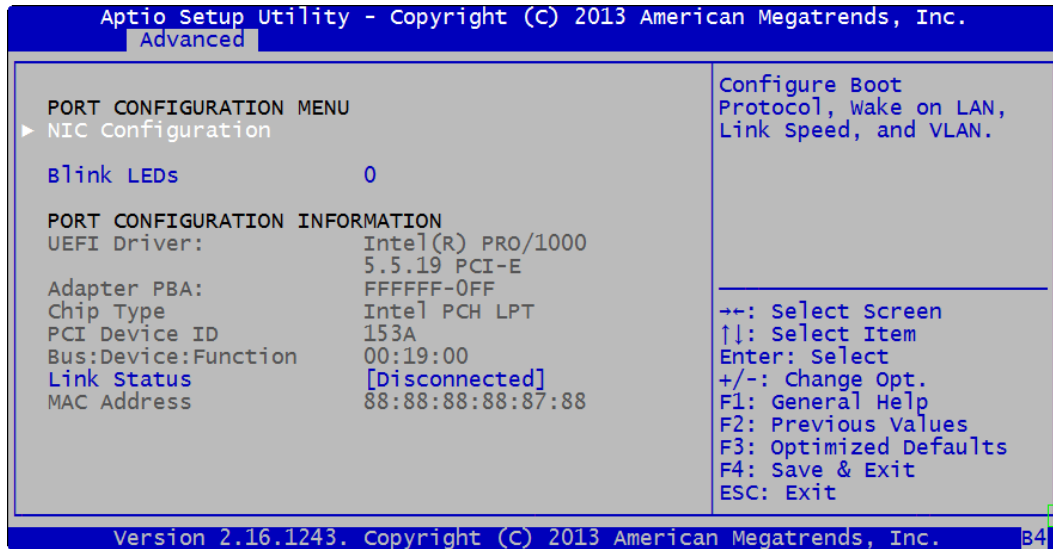 Aptio Setup Utility - Copyright (C) 2013 American Megatrends, Inc.
Advanced
PORT CONFIGURATION MENU
► NIC Configuration
Blink LEDs 0
PORT CONFIGURATION INFORMATION
UEFI Driver: Intel(R) PRO/1000
5.5.19 PCI-E
Adapter PBA: FFFFFF-0FF
Chip Type Intel PCH LPT
PCI Device ID 153A
Bus:Device:Function 00:19:00
Link Status [Disconnected]
MAC Address 88:88:88:88:87:88
Configure Boot
Protocol, Wake on LAN,
Link Speed, and VLAN.
→←: Select Screen
↑↓: Select Item
Enter: Select
+/-: Change Opt.
F1: General Help
F2: Previous Values
F3: Optimized Defaults
F4: Save & Exit
ESC: Exit
Version 2.16.1243. Copyright (C) 2013 American Megatrends, Inc.
B4